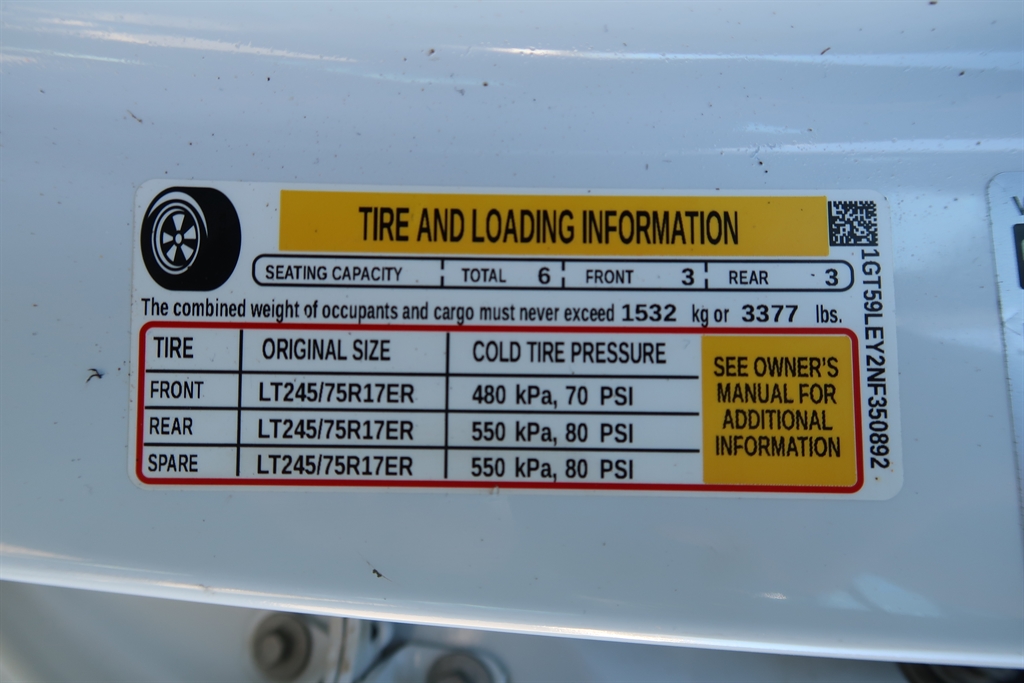 TIRE AND LOADING INFORMATION
SEATING CAPACITY TOTAL 6 FRONT 3 REAR 3
The combined weight of occupants and cargo must never exceed 1532 kg or 3377 lbs.
TIRE ORIGINAL SIZE COLD TIRE PRESSURE
FRONT LT245/75R17ER 480 kPa, 70 PSI
REAR LT245/75R17ER 550 kPa, 80 PSI
SPARE LT245/75R17ER 550 kPa, 80 PSI
SEE OWNER'S
MANUAL FOR
ADDITIONAL
INFORMATION
1GT59LEY2NF350892